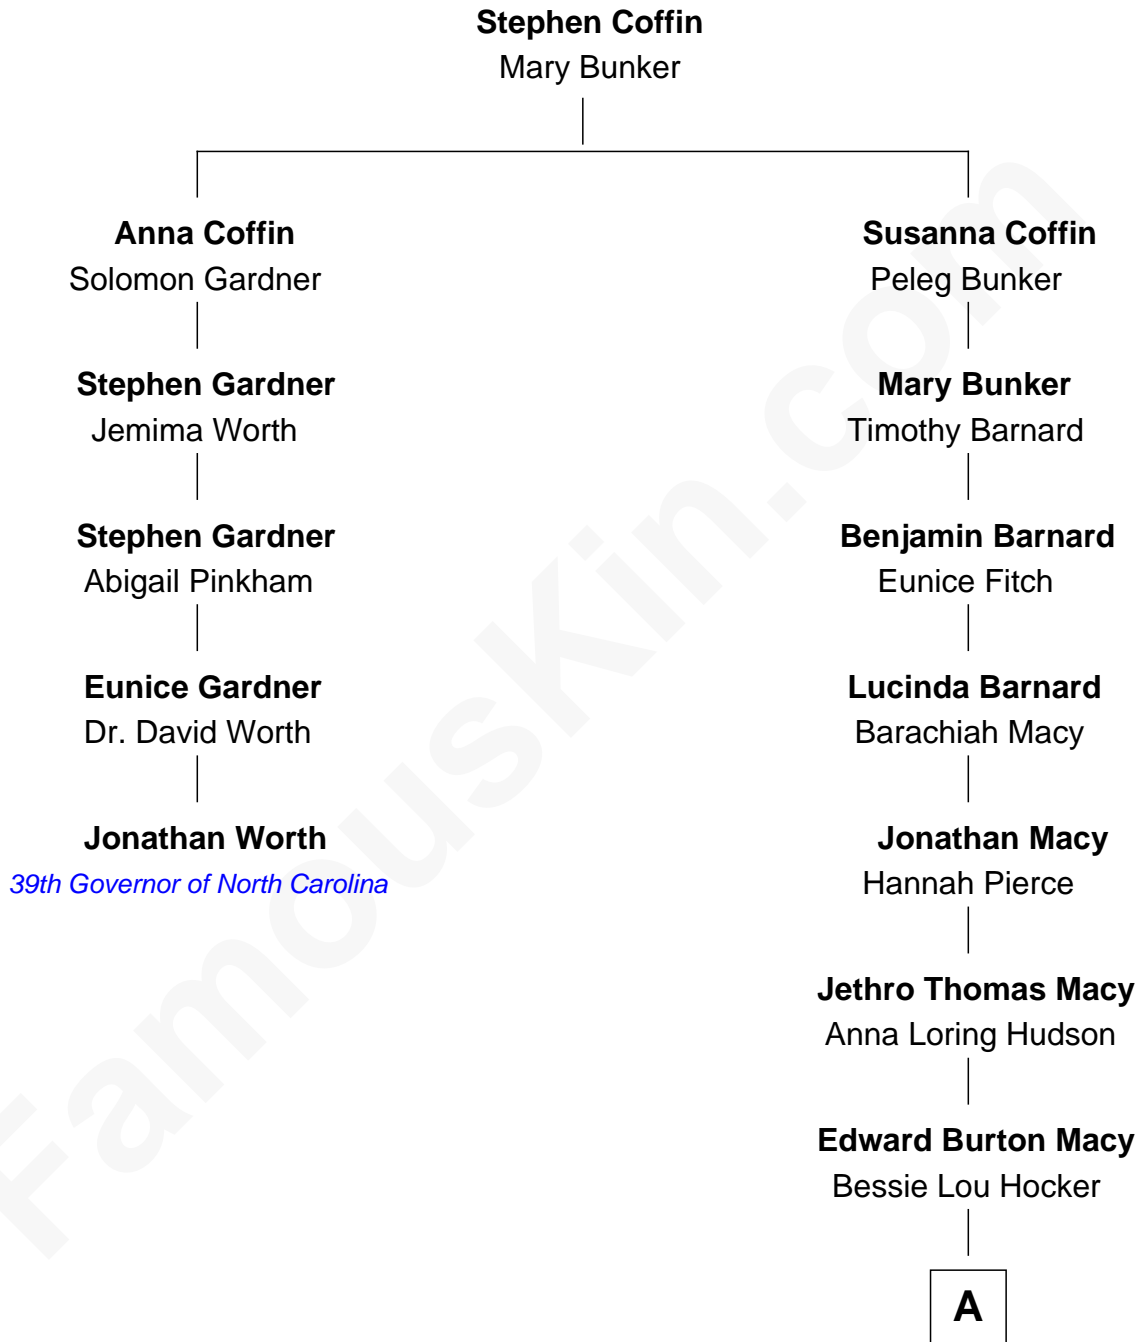 Stephen Coffin
Mary Bunker
Anna Coffin
Solomon Gardner
Stephen Gardner
Jemima Worth
Stephen Gardner
Abigail Pinkham
Eunice Gardner
Dr. David Worth
Jonathan Worth
39th Governor of North Carolina
Susanna Coffin
Peleg Bunker
Mary Bunker
Timothy Barnard
Benjamin Barnard
Eunice Fitch
Lucinda Barnard
Barachiah Macy
Jonathan Macy
Hannah Pierce
Jethro Thomas Macy
Anna Loring Hudson
Edward Burton Macy
Bessie Lou Hocker
A
FamousKin.com